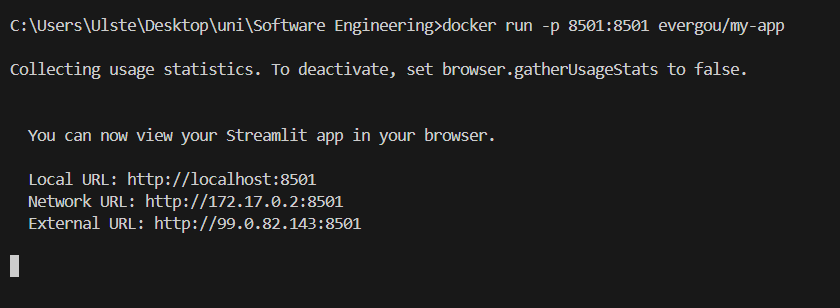 C:\Users\Ulste\Desktop\uni\Software Engineering>docker run -p 8501:8501 evergou/my-app
Collecting usage statistics. To deactivate, set browser.gatherUsageStats to false.
You can now view your Streamlit app in your browser.
Local URL: http://localhost:8501
Network URL: http://172.17.0.2:8501
External URL: http://99.0.82.143:8501